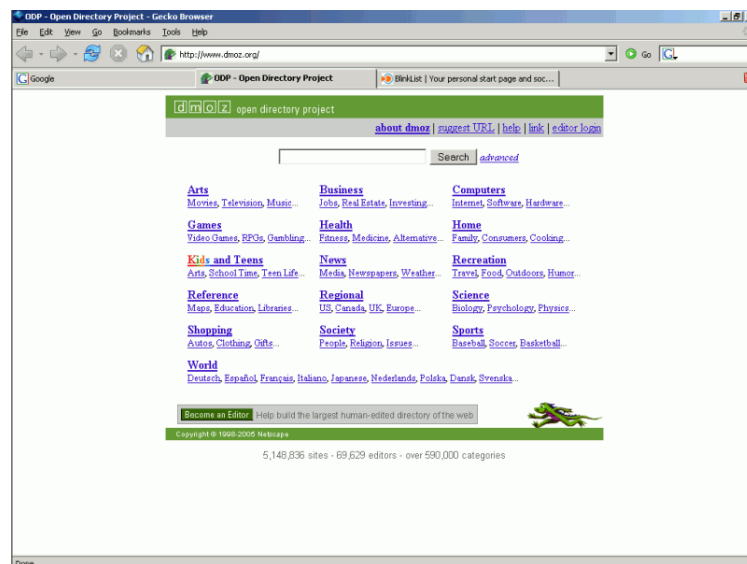 ODP - Open Directory Project - Gecko Browser
File Edit View Go Bookmarks Tools Help
http://www.dmoz.org/ Go G
G Google ODP - Open Directory Project BlinkList | Your personal start page and soc...
dmoz open directory project
about dmoz | suggest URL | help | link | editor login
Search advanced
Arts Business Computers
Movies, Television, Music... Jobs, Real Estate, Investing... Internet, Software, Hardware...
Games Health Home
Video Games, RPGs, Gambling... Fitness, Medicine, Alternative... Family, Consumers, Cooking...
Kids and Teens News Recreation
Arts, School Time, Teen Life... Media, Newspapers, Weather... Travel, Food, Outdoors, Humor...
Reference Regional Science
Maps, Education, Libraries... US, Canada, UK, Europe... Biology, Psychology, Physics...
Shopping Society Sports
Autos, Clothing, Gifts... People, Religion, Issues... Baseball, Soccer, Basketball...
World
Deutsch, Español, Français, Italiano, Japanese, Nederlands, Polska, Dansk, Svenska...
Become an Editor Help build the largest human-edited directory of the web
Copyright © 1998-2005 Netscape
5,148,836 sites - 69,629 editors - over 590,000 categories
Done